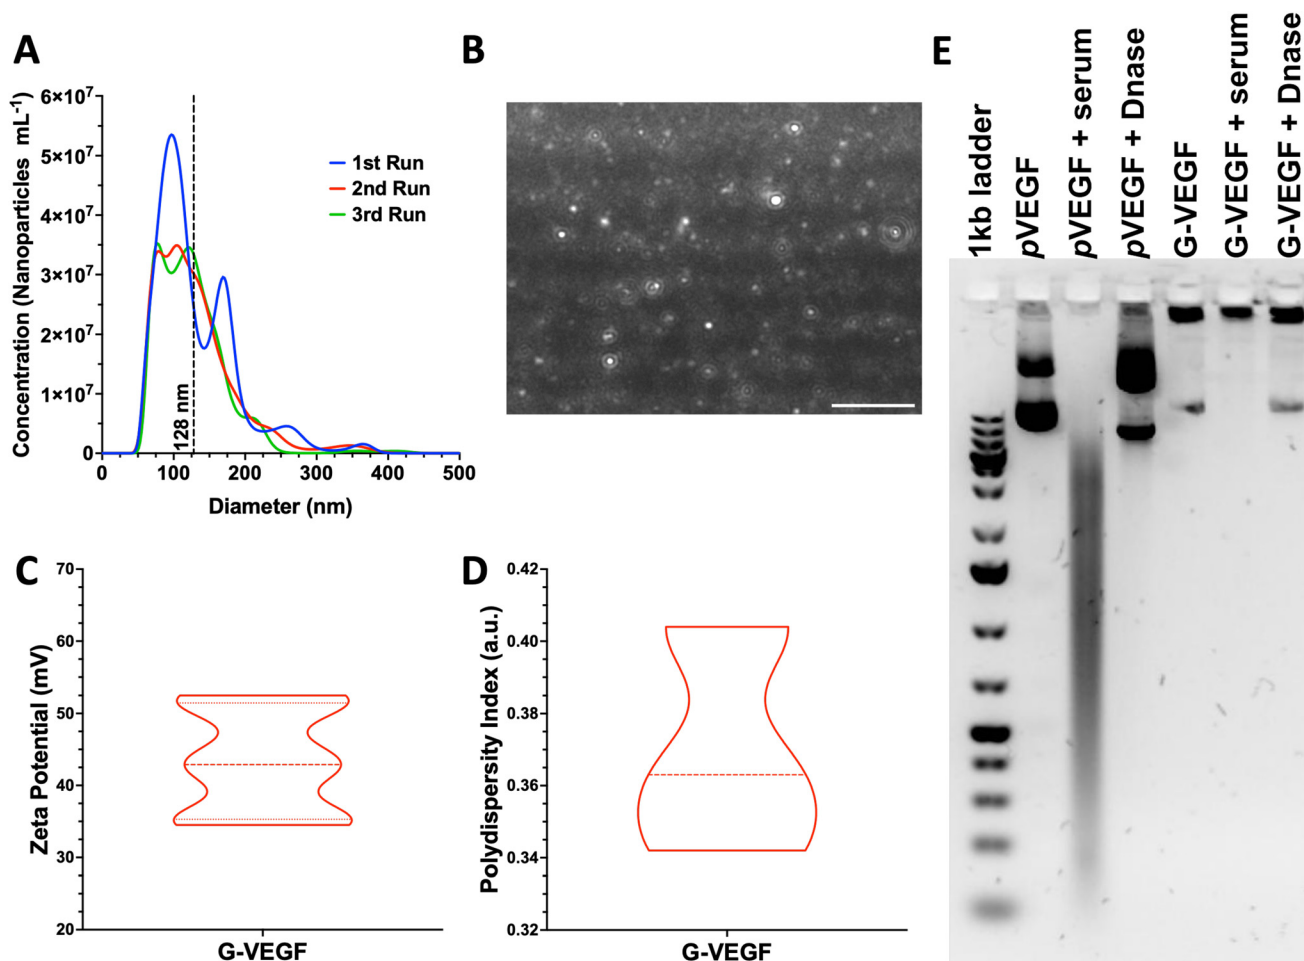 A
Concentration (Nanoparticles mL⁻¹)
6×10⁷
5×10⁷
4×10⁷
3×10⁷
2×10⁷
1×10⁷
0
1st Run
2nd Run
3rd Run
128 nm
0 100 200 300 400 500
Diameter (nm)
B
C
Zeta Potential (mV)
70
60
50
40
30
20
G-VEGF
D
Polydispersity Index (a.u.)
0.42
0.40
0.38
0.36
0.34
0.32
G-VEGF
E
1kb ladder
pVEGF
pVEGF + serum
pVEGF + Dnase
G-VEGF
G-VEGF + serum
G-VEGF + Dnase